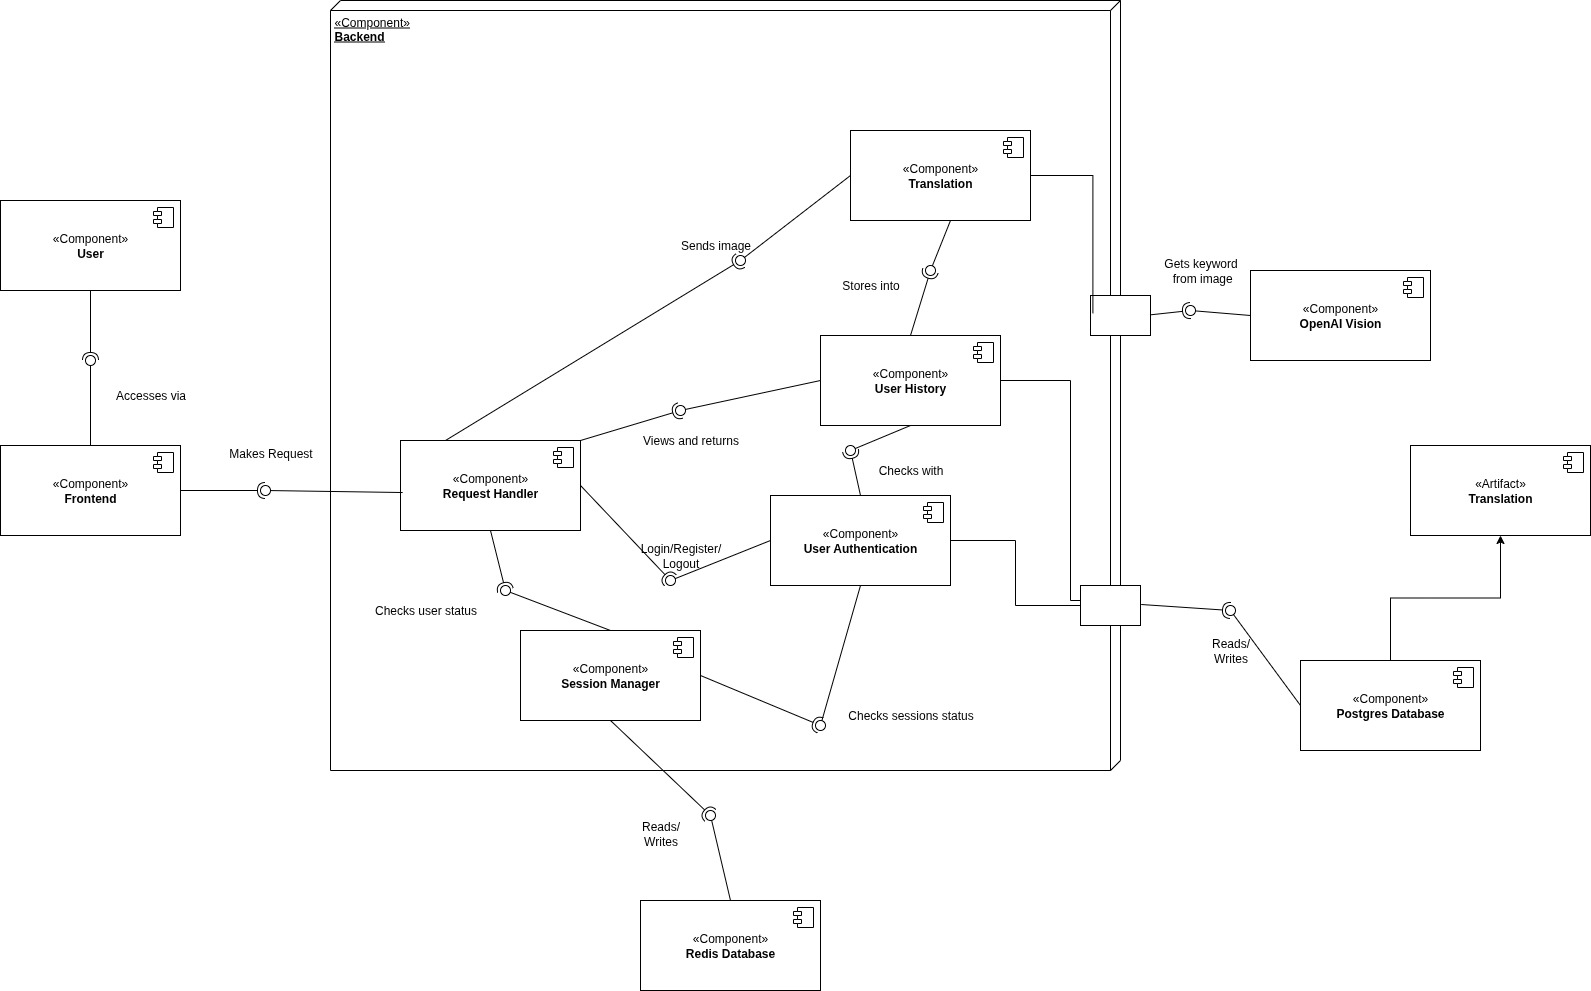 «Component»
Backend
«Component»
Translation
«Component»
User
Sends image
Gets keyword
from image
Stores into
«Component»
OpenAI Vision
«Component»
User History
Accesses via
Views and returns
Makes Request
Checks with
«Component»
Frontend
«Component»
Request Handler
«Artifact»
Translation
«Component»
User Authentication
Login/Register/
Logout
Checks user status
Reads/
Writes
«Component»
Session Manager
Checks sessions status
«Component»
Postgres Database
Reads/
Writes
«Component»
Redis Database